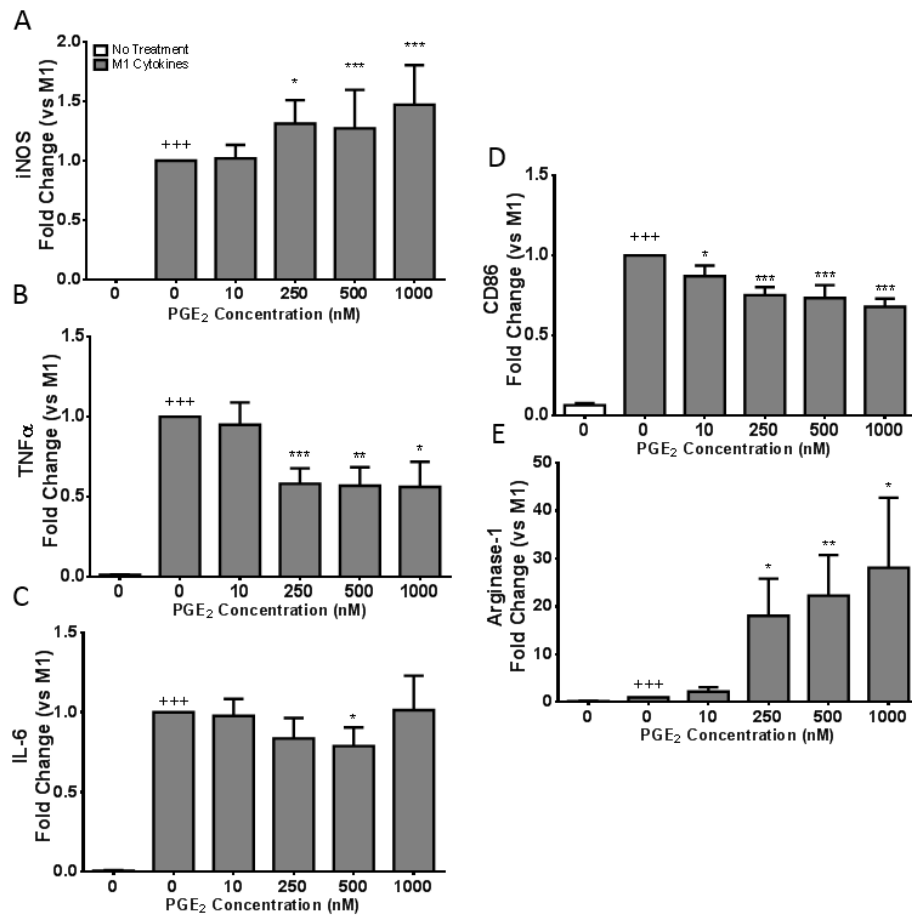 A
iNOS
Fold Change (vs M1)
2.0
1.5
1.0
0.5
0.0
No Treatment
M1 Cytokines
+++
*
***
***
0 0 10 250 500 1000
PGE2 Concentration (nM)
B
TNFα
Fold Change (vs M1)
1.5
1.0
0.5
0.0
+++
***
**
*
0 0 10 250 500 1000
PGE2 Concentration (nM)
C
IL-6
Fold Change (vs M1)
1.5
1.0
0.5
0.0
+++
*
0 0 10 250 500 1000
PGE2 Concentration (nM)
D
CD86
Fold Change (vs M1)
1.5
1.0
0.5
0.0
+++
*
***
***
***
0 0 10 250 500 1000
PGE2 Concentration (nM)
E
Arginase-1
Fold Change (vs M1)
50
40
30
20
10
0
+++
*
**
*
0 0 10 250 500 1000
PGE2 Concentration (nM)